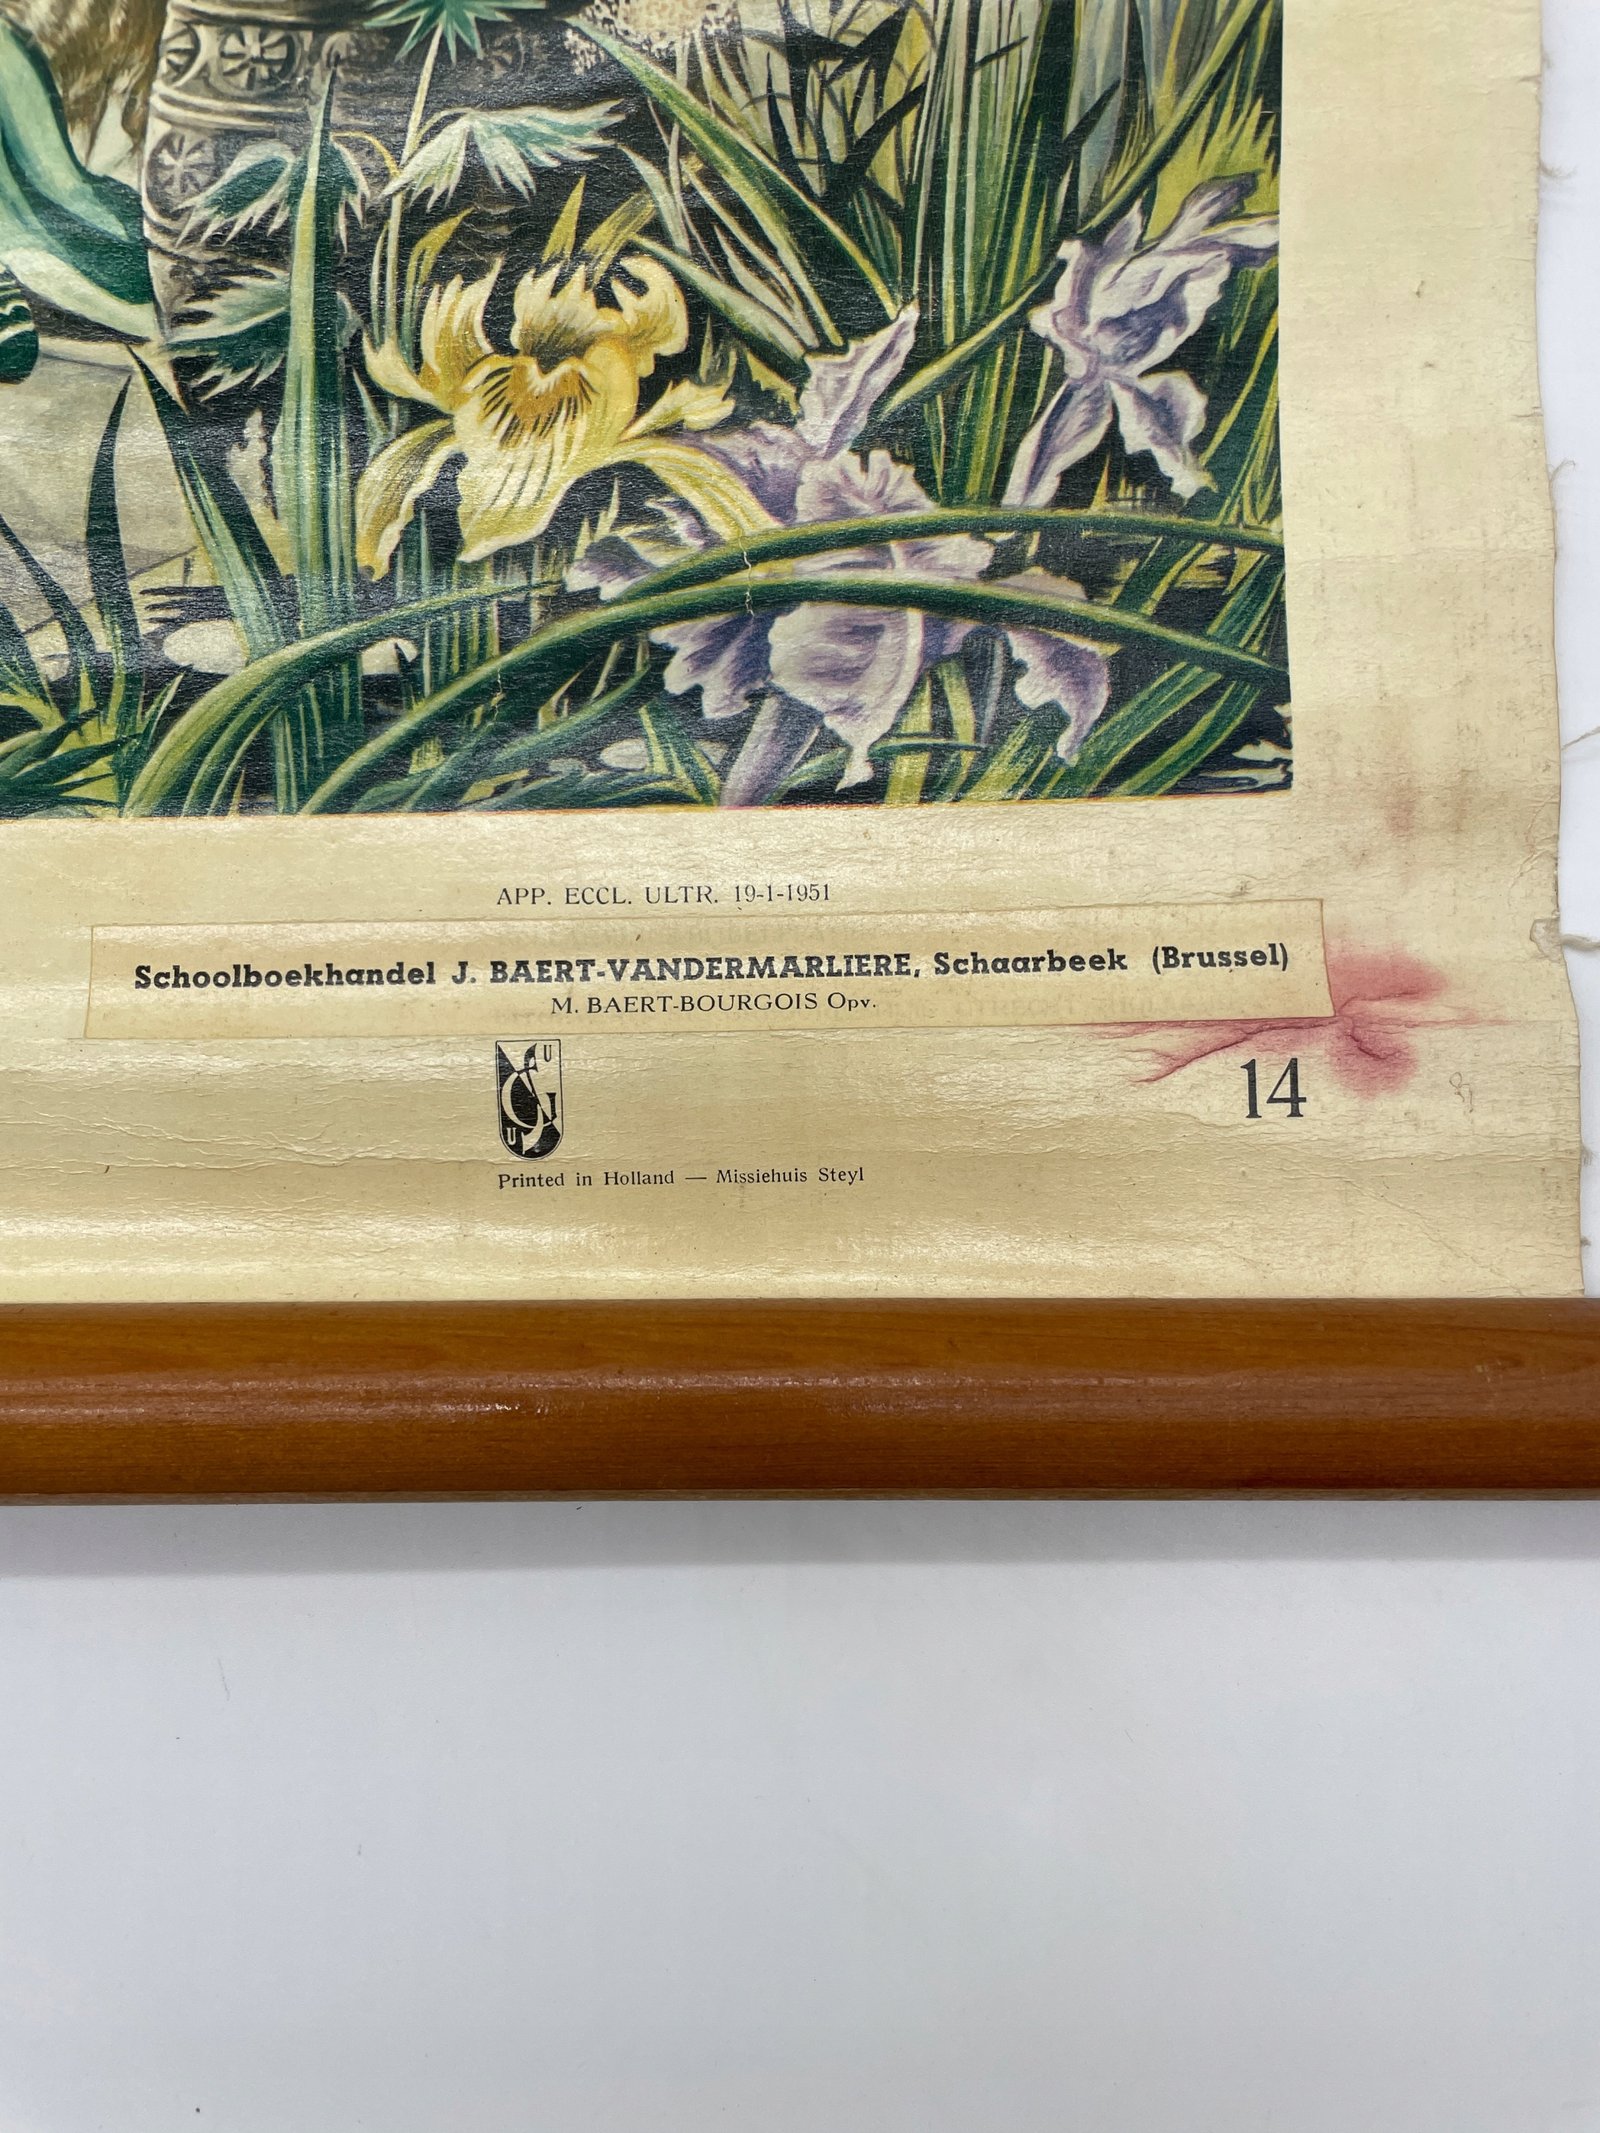 APP. ECCL. ULTR. 19-1-1951
Schoolboekhandel J. BAERT-VANDERMARLIERE, Schaarbeek (Brussel)
M. BAERT-BOURGOIS Opv.
14
Printed in Holland — Missiehuis Steyl